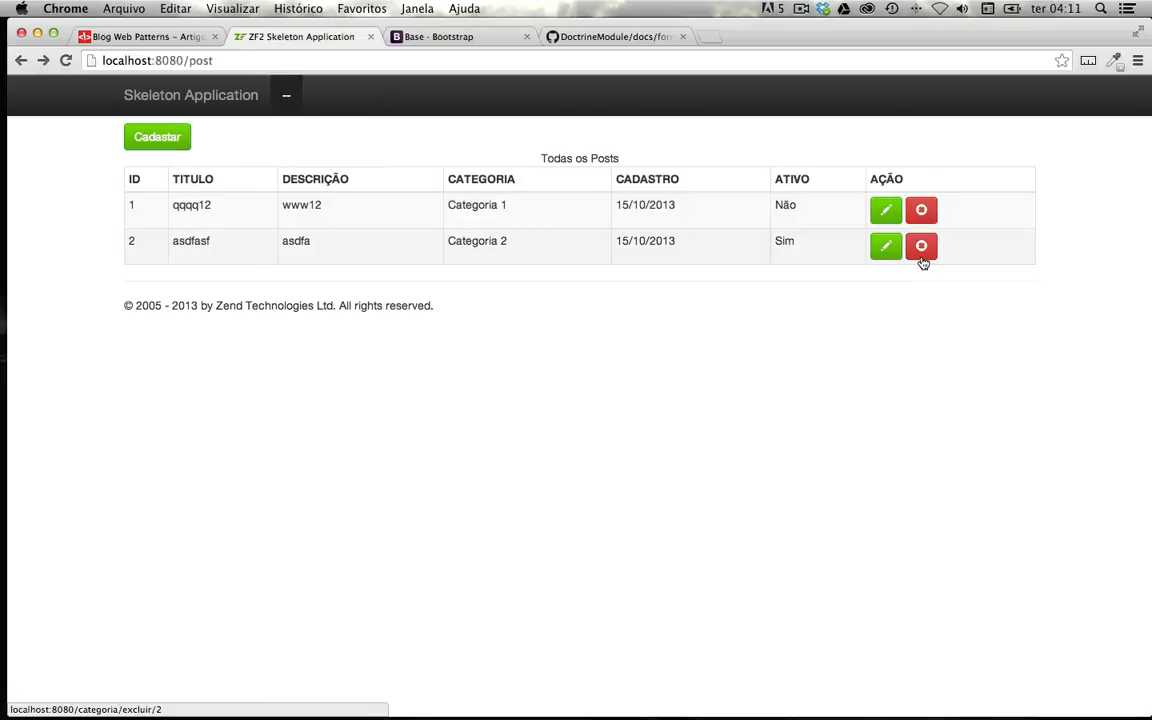 Chrome Arquivo Editar Visualizar Histórico Favoritos Janela Ajuda 5 ter 04:11
Blog Web Patterns – Artigo ZF2 Skeleton Application Base · Bootstrap DoctrineModule/docs/for
localhost:8080/post
Skeleton Application --
Cadastar
Todas os Posts
ID TITULO DESCRIÇÃO CATEGORIA CADASTRO ATIVO AÇÃO
1 qqqq12 www12 Categoria 1 15/10/2013 Não
2 asdfasf asdfa Categoria 2 15/10/2013 Sim
© 2005 - 2013 by Zend Technologies Ltd. All rights reserved.
localhost:8080/categoria/excluir/2